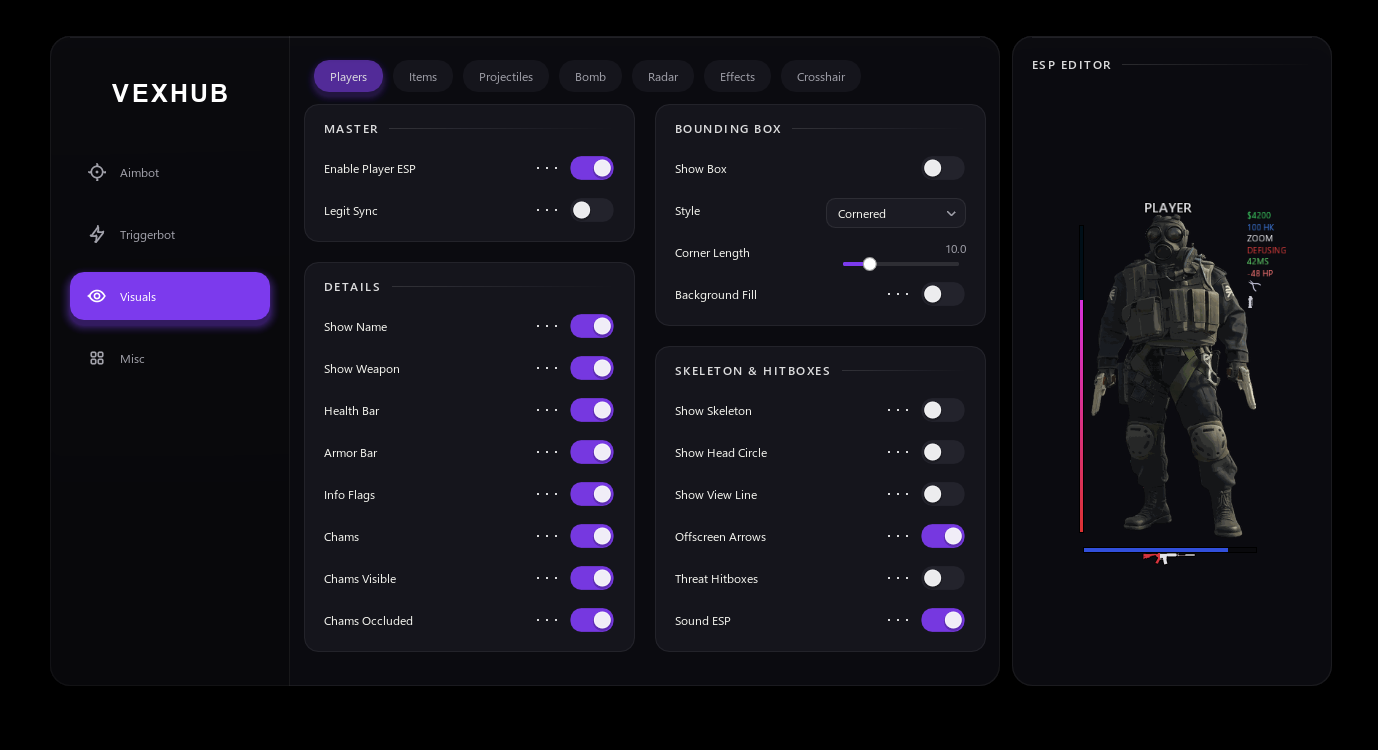 VEXHUB
Aimbot
Triggerbot
Visuals
Misc
Players
Items
Projectiles
Bomb
Radar
Effects
Crosshair
MASTER
Enable Player ESP
Legit Sync
DETAILS
Show Name
Show Weapon
Health Bar
Armor Bar
Info Flags
Chams
Chams Visible
Chams Occluded
BOUNDING BOX
Show Box
Style
Cornered
Corner Length
10.0
Background Fill
SKELETON & HITBOXES
Show Skeleton
Show Head Circle
Show View Line
Offscreen Arrows
Threat Hitboxes
Sound ESP
ESP EDITOR
PLAYER
$4200
100 HK
ZOOM
DEFUSING
42MS
-48 HP